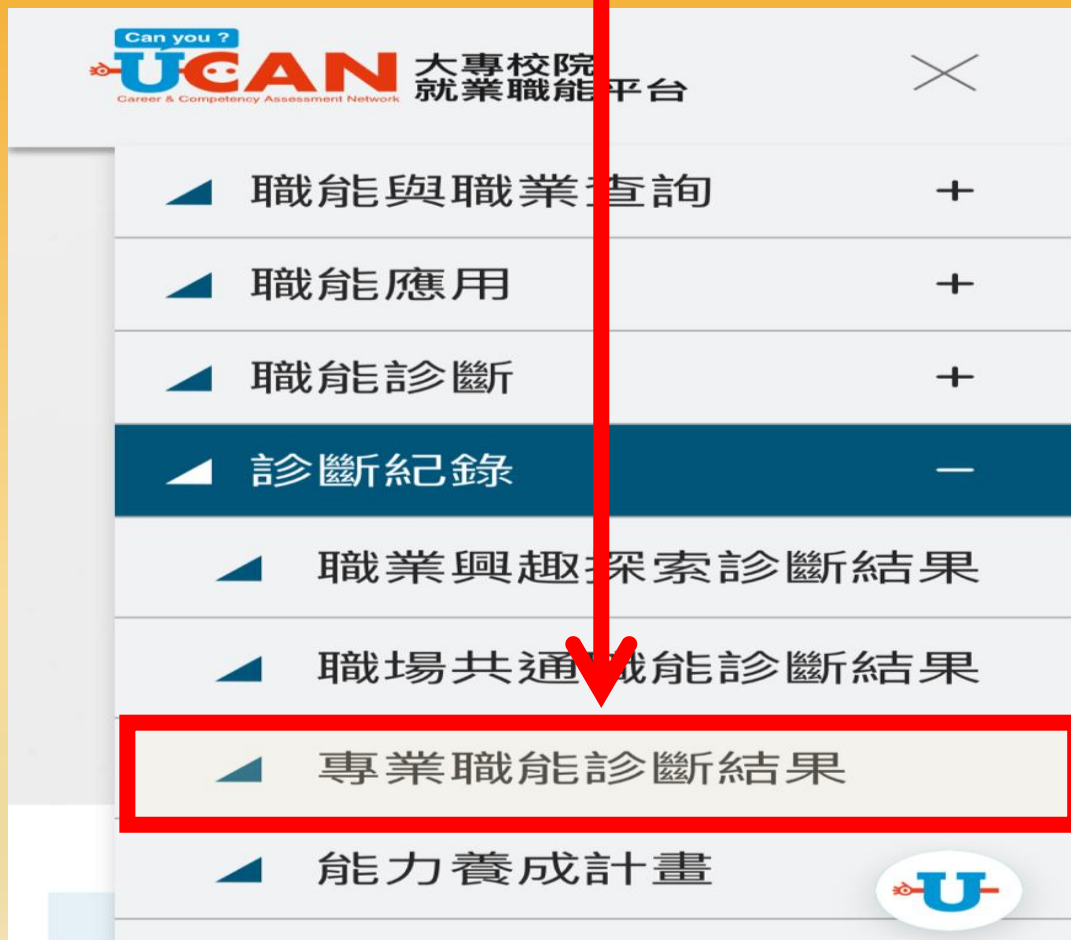 Can you ?
UCAN
Career & Competency Assessment Network
大專校院
就業職能平台
職能與職業查詢
職能應用
職能診斷
診斷紀錄
職業興趣探索診斷結果
職場共通職能診斷結果
專業職能診斷結果
能力養成計畫
U